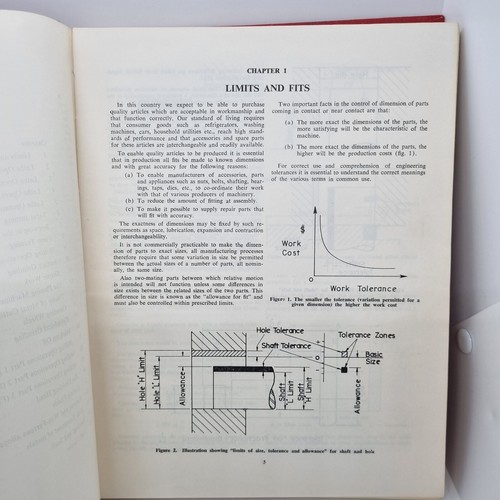 CHAPTER 1
LIMITS AND FITS
In this country we expect to be able to purchase
quality articles which are acceptable in workmanship and
that function correctly. Our standard of living requires
that consumer goods such as refrigerators, washing
machines, cars, household utilities etc., reach high stand-
ards of performance and that accessories and spare parts
for these articles are interchangeable and readily available.
To enable quality articles to be produced it is essential
that in production all fits be made to known dimensions
and with great accuracy for the following reasons:
(a) To enable manufacturers of accessories, parts
and appliances such as nuts, bolts, shafting, bear-
ings, taps, dies, etc., to co-ordinate their work
with that of various producers of machinery.
(b) To reduce the amount of fitting at assembly.
(c) To make it possible to supply repair parts that
will fit with accuracy.
The exactness of dimensions may be fixed by such re-
quirements as space, lubrication, expansion and contraction
or interchangeability.
It is not commercially practicable to make the dimen-
sion of parts to exact sizes, all manufacturing processes
therefore require that some variation in size be permitted
between the actual sizes of a number of parts, all nomin-
ally, the same size.
Also two-mating parts between which relative motion
is intended will not function unless some differences in
size exists between the related sizes of the two parts. This
difference in size is known as the "allowance for fit" and
must also be controlled within prescribed limits.
Two important facts in the control of dimension of parts
coming in contact or near contact are that:
(a) The more exact the dimensions of the parts, the
more satisfying will be the characteristic of the
machine.
(b) The more exact the dimensions of the parts, the
higher will be the production costs (fig. 1).
For correct use and comprehension of engineering
tolerances it is essential to understand the correct meanings
of the various terms in common use.
$
Work
Cost
Work Tolerance
Figure 1. The smaller the tolerance (variation permitted for a
given dimension) the higher the work cost
Hole Tolerance
Shaft Tolerance
Tolerance Zones
+
O
-
Basic
Size
Hole "H" Limit
Hole "L" Limit
Allowance
Shaft
"L" Limit
Shaft
"H" Limit
Allowance
Figure 2. Illustration showing "limits of size, tolerance and allowance" for shaft and hole